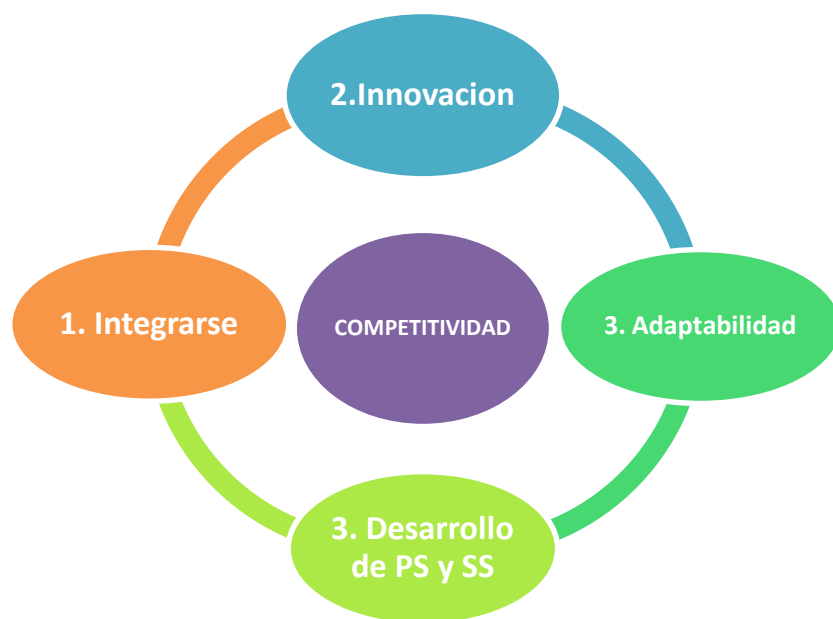 2.Innovacion
1. Integrarse
COMPETITIVIDAD
3. Adaptabilidad
3. Desarrollo
de PS y SS